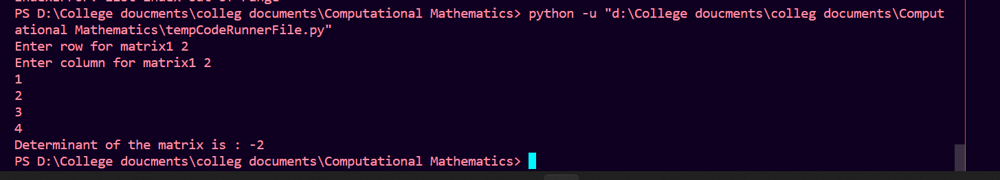 IndexError: list index out of range
PS D:\College doucments\colleg documents\Computational Mathematics> python -u "d:\College doucments\colleg documents\Comput
ational Mathematics\tempCodeRunnerFile.py"
Enter row for matrix1 2
Enter column for matrix1 2
1
2
3
4
Determinant of the matrix is : -2
PS D:\College doucments\colleg documents\Computational Mathematics>